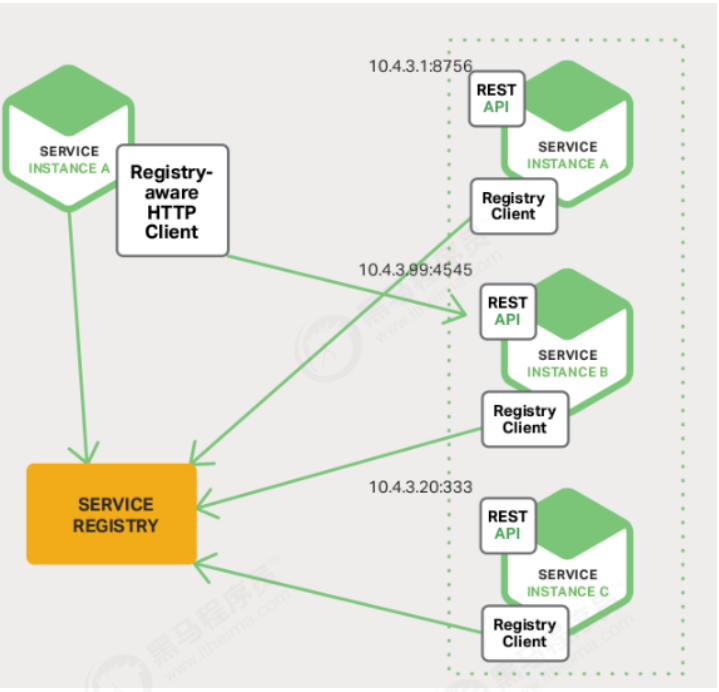 10.4.3.1:8756
REST
API
SERVICE
INSTANCE A
SERVICE
INSTANCE A
Registry-
aware
HTTP
Client
Registry
Client
10.4.3.99:4545
REST
API
SERVICE
INSTANCE B
Registry
Client
SERVICE
REGISTRY
10.4.3.20:333
REST
API
SERVICE
INSTANCE C
Registry
Client
黑马程序员
www.itheima.com